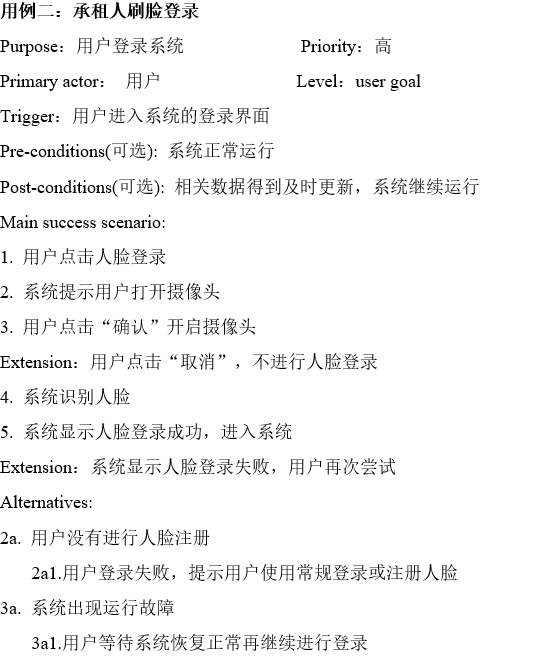 用例二：承租人刷脸登录
Purpose：用户登录系统 Priority：高
Primary actor： 用户 Level：user goal
Trigger：用户进入系统的登录界面
Pre-conditions(可选): 系统正常运行
Post-conditions(可选): 相关数据得到及时更新，系统继续运行
Main success scenario:
1. 用户点击人脸登录
2. 系统提示用户打开摄像头
3. 用户点击“确认”开启摄像头
Extension：用户点击“取消”，不进行人脸登录
4. 系统识别人脸
5. 系统显示人脸登录成功，进入系统
Extension：系统显示人脸登录失败，用户再次尝试
Alternatives:
2a. 用户没有进行人脸注册
2a1.用户登录失败，提示用户使用常规登录或注册人脸
3a. 系统出现运行故障
3a1.用户等待系统恢复正常再继续进行登录